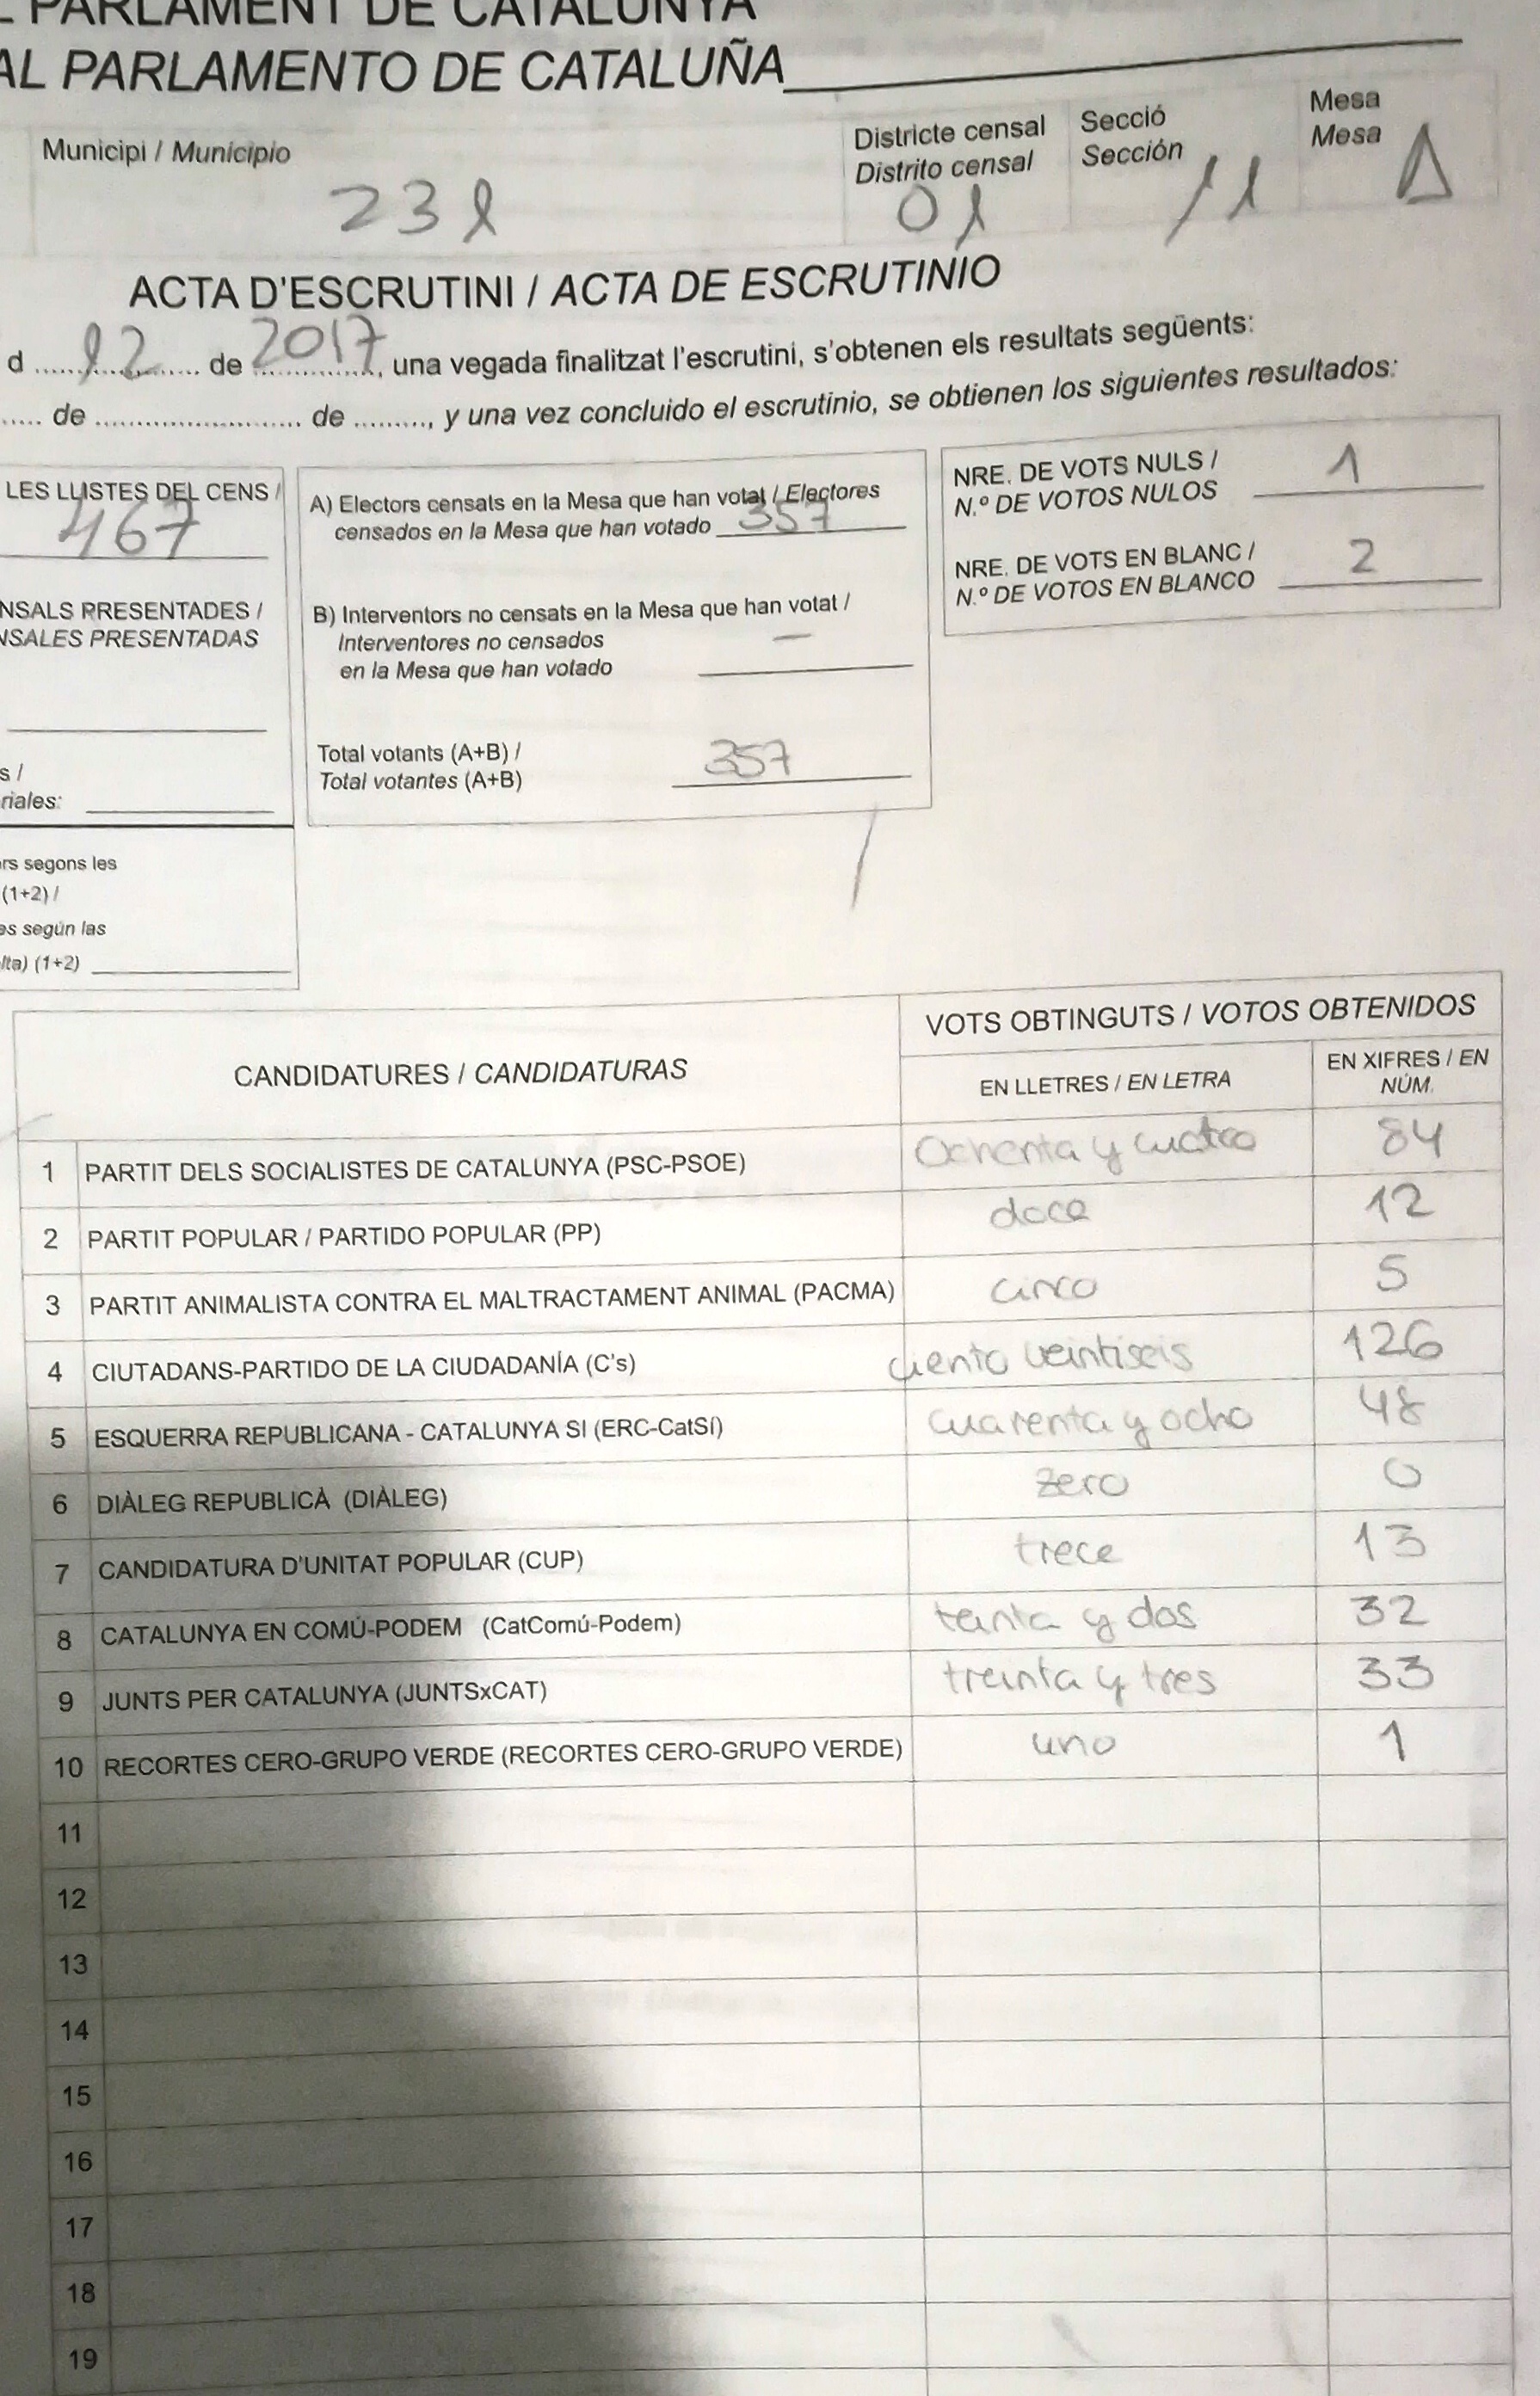 L PARLAMENT DE CATALUNYA
AL PARLAMENTO DE CATALUÑA
Municipi / Municipio
231
Districte censal
Distrito censal
01
Secció
Sección
11
Mesa
Mesa
A
ACTA D'ESCRUTINI / ACTA DE ESCRUTINIO
d 12 de 2017, una vegada finalitzat l'escrutini, s'obtenen els resultats següents:
de de, y una vez concluido el escrutinio, se obtienen los siguientes resultados:
LES LLISTES DEL CENS /
467
NSALS PRESENTADES /
NSALES PRESENTADAS
s /
riales:
rs segons les
(1+2) /
es según las
lta) (1+2)
A) Electors censats en la Mesa que han votat / Electores
censados en la Mesa que han votado 357
B) Interventors no censats en la Mesa que han votat /
Interventores no censados —
en la Mesa que han votado
Total votants (A+B) /
Total votantes (A+B) 357
NRE. DE VOTS NULS /
N.º DE VOTOS NULOS 1
NRE. DE VOTS EN BLANC /
N.º DE VOTOS EN BLANCO 2
CANDIDATURES / CANDIDATURAS
VOTS OBTINGUTS / VOTOS OBTENIDOS
EN LLETRES / EN LETRA
EN XIFRES / EN
NÚM.
1 PARTIT DELS SOCIALISTES DE CATALUNYA (PSC-PSOE) Ochenta y cuatro 84
2 PARTIT POPULAR / PARTIDO POPULAR (PP) doce 12
3 PARTIT ANIMALISTA CONTRA EL MALTRACTAMENT ANIMAL (PACMA) cinco 5
4 CIUTADANS-PARTIDO DE LA CIUDADANÍA (C's) ciento veintiseis 126
5 ESQUERRA REPUBLICANA - CATALUNYA SI (ERC-CatSí) cuarenta y ocho 48
6 DIÀLEG REPUBLICÀ (DIÀLEG) zero 0
7 CANDIDATURA D'UNITAT POPULAR (CUP) trece 13
8 CATALUNYA EN COMÚ-PODEM (CatComú-Podem) teinta y dos 32
9 JUNTS PER CATALUNYA (JUNTSxCAT) treinta y tres 33
10 RECORTES CERO-GRUPO VERDE (RECORTES CERO-GRUPO VERDE) uno 1
11
12
13
14
15
16
17
18
19